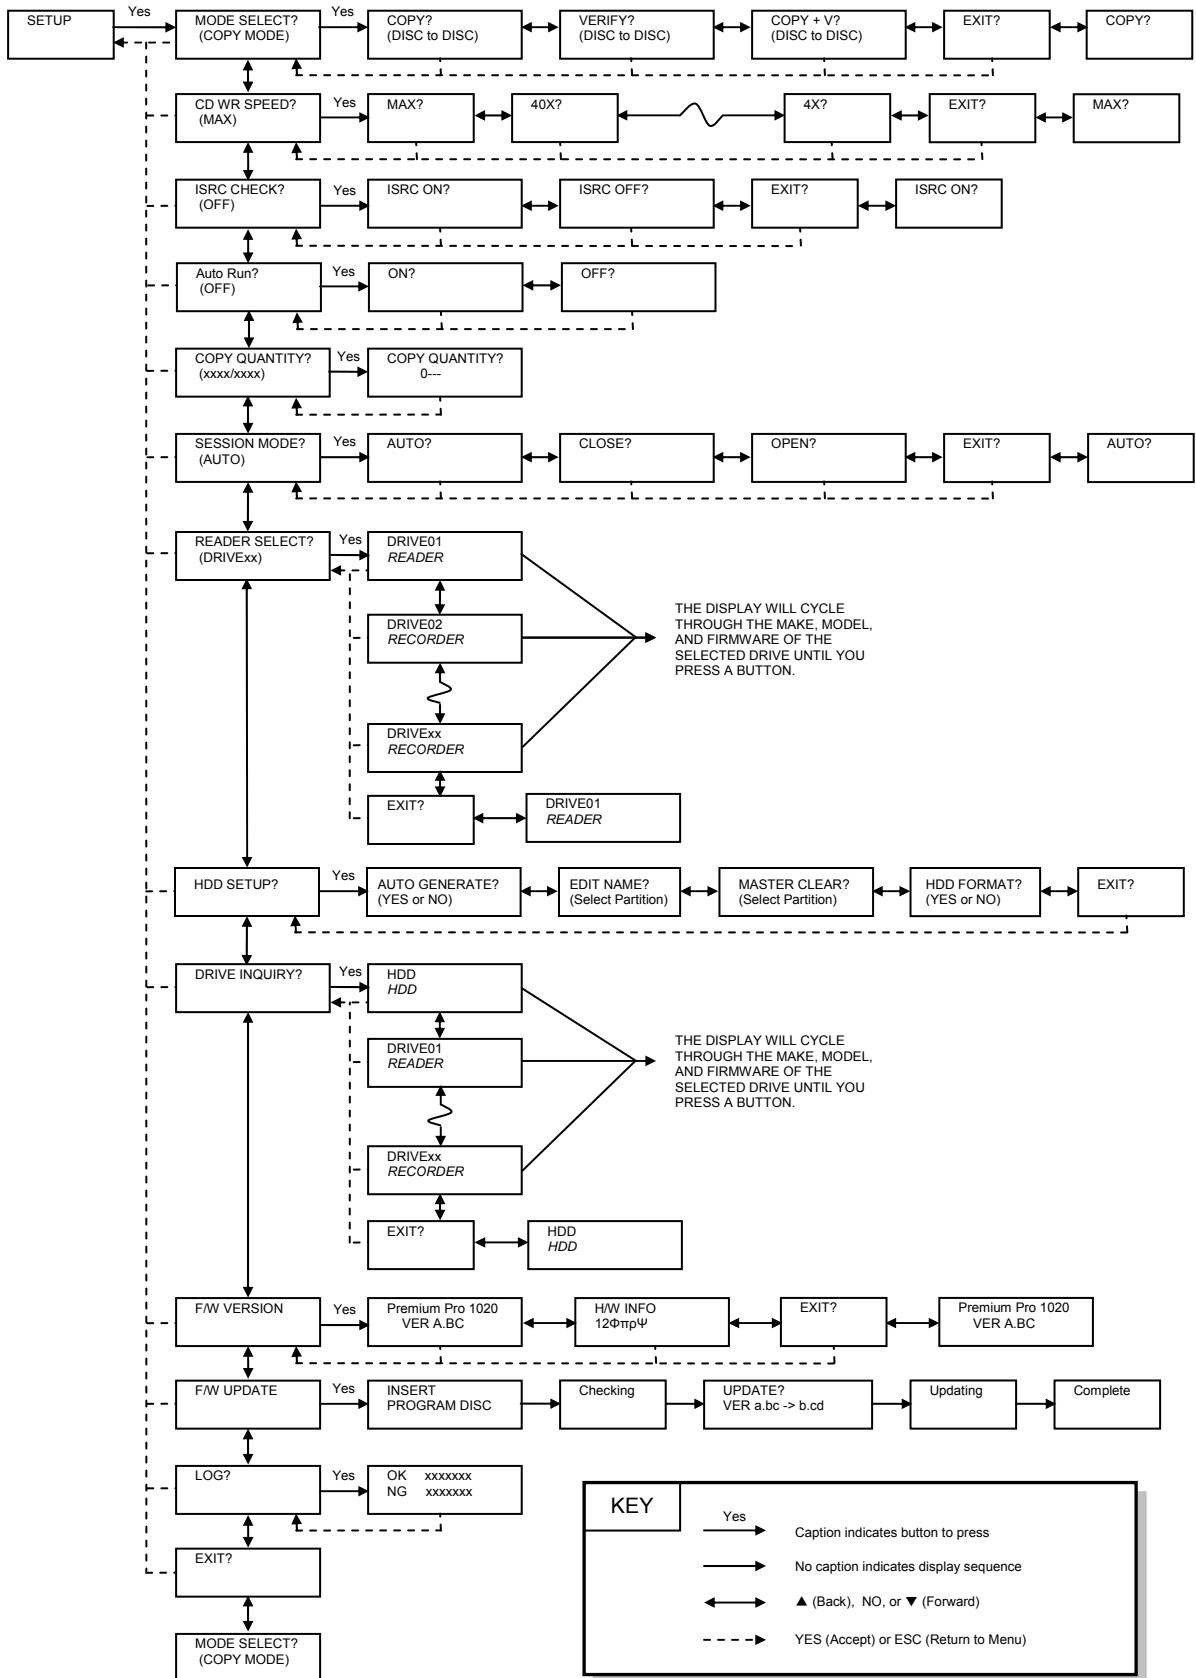 SETUP
Yes
MODE SELECT?
(COPY MODE)
Yes
COPY?
(DISC to DISC)
VERIFY?
(DISC to DISC)
COPY + V?
(DISC to DISC)
EXIT?
COPY?
CD WR SPEED?
(MAX)
Yes
MAX?
40X?
4X?
EXIT?
MAX?
ISRC CHECK?
(OFF)
Yes
ISRC ON?
ISRC OFF?
EXIT?
ISRC ON?
Auto Run?
(OFF)
Yes
ON?
OFF?
COPY QUANTITY?
(xxxx/xxxx)
Yes
COPY QUANTITY?
0---
SESSION MODE?
(AUTO)
Yes
AUTO?
CLOSE?
OPEN?
EXIT?
AUTO?
READER SELECT?
(DRIVExx)
Yes
DRIVE01
READER
DRIVE02
RECORDER
DRIVExx
RECORDER
EXIT?
DRIVE01
READER
THE DISPLAY WILL CYCLE
THROUGH THE MAKE, MODEL,
AND FIRMWARE OF THE
SELECTED DRIVE UNTIL YOU
PRESS A BUTTON.
HDD SETUP?
Yes
AUTO GENERATE?
(YES or NO)
EDIT NAME?
(Select Partition)
MASTER CLEAR?
(Select Partition)
HDD FORMAT?
(YES or NO)
EXIT?
DRIVE INQUIRY?
Yes
HDD
HDD
DRIVE01
READER
DRIVExx
RECORDER
EXIT?
HDD
HDD
THE DISPLAY WILL CYCLE
THROUGH THE MAKE, MODEL,
AND FIRMWARE OF THE
SELECTED DRIVE UNTIL YOU
PRESS A BUTTON.
F/W VERSION
Yes
Premium Pro 1020
VER A.BC
H/W INFO
12ΦπρΨ
EXIT?
Premium Pro 1020
VER A.BC
F/W UPDATE
Yes
INSERT
PROGRAM DISC
Checking
UPDATE?
VER a.bc -> b.cd
Updating
Complete
LOG?
Yes
OK xxxxxxx
NG xxxxxxx
EXIT?
MODE SELECT?
(COPY MODE)
KEY
Yes
Caption indicates button to press
No caption indicates display sequence
▲ (Back), NO, or ▼ (Forward)
YES (Accept) or ESC (Return to Menu)